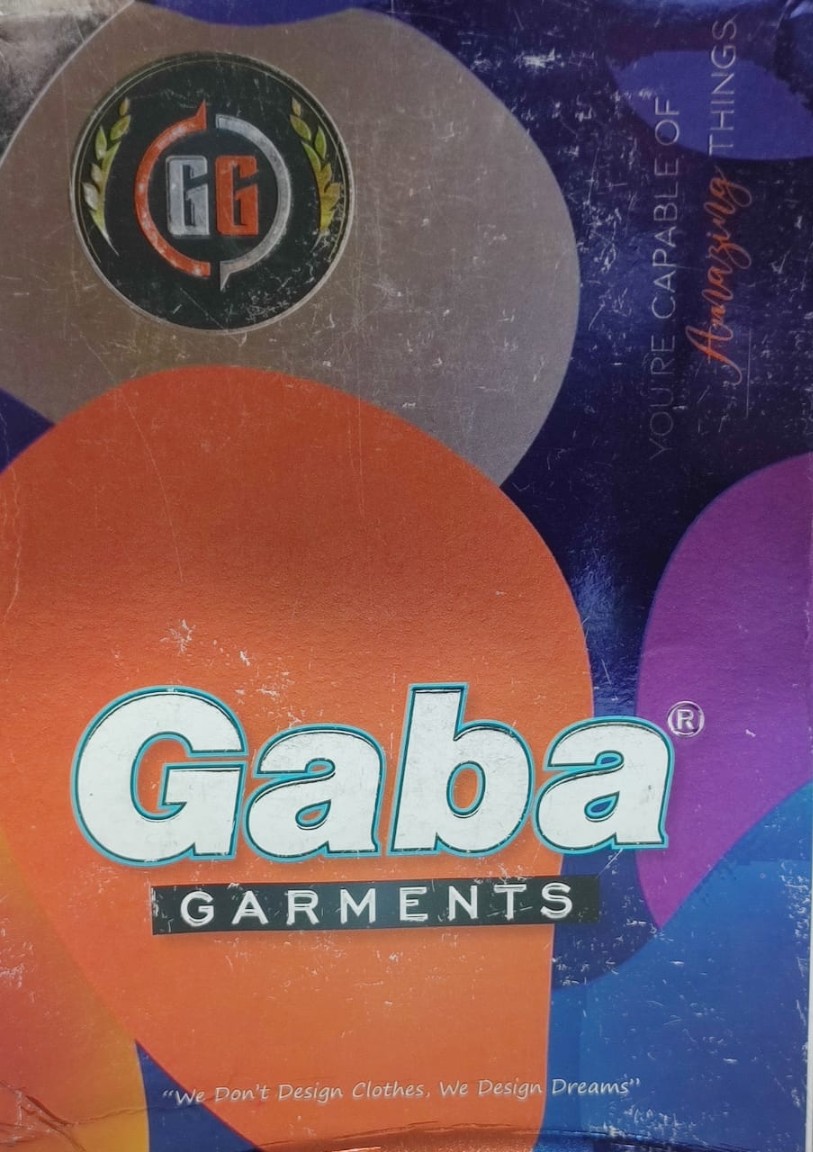 GG
YOU'RE CAPABLE OF
Amazing THINGS
Gaba®
GARMENTS
"We Don't Design Clothes, We Design Dreams"